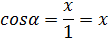 cosα = x/1 = x